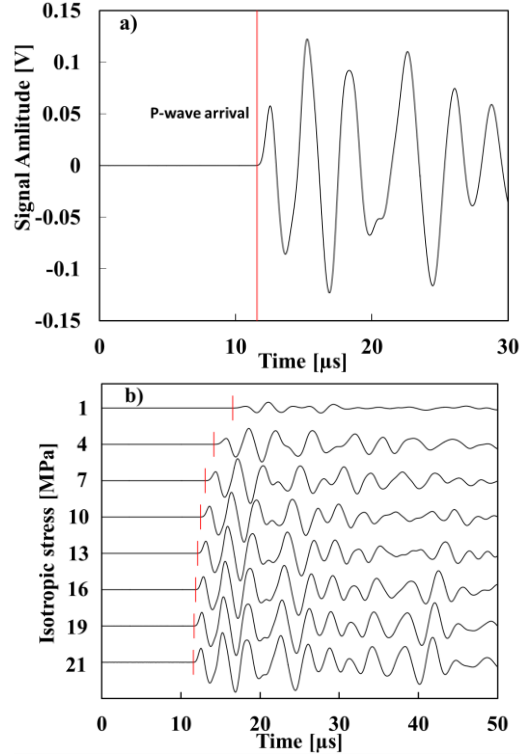 a)
0.15
0.1
0.05
0
-0.05
-0.1
-0.15
Signal Amlitude [V]
P-wave arrival
0 10 20 30
Time [µs]
b)
1
4
7
10
13
16
19
21
Isotropic stress [MPa]
0 10 20 30 40 50
Time [µs]